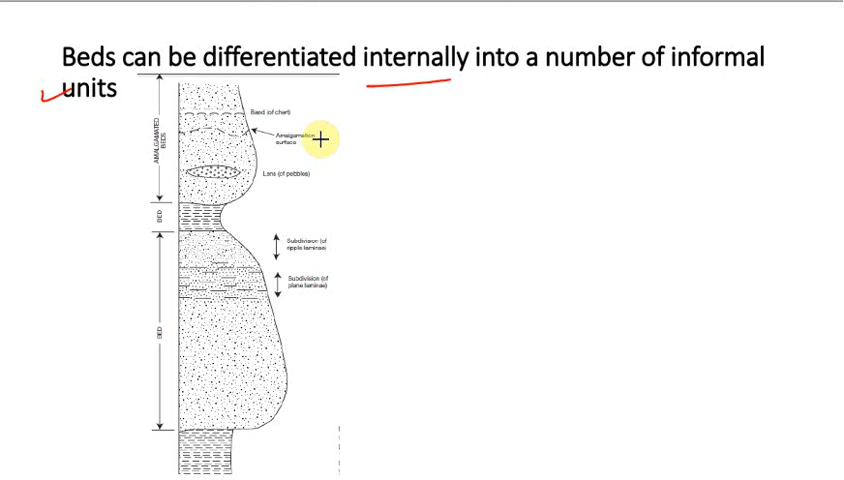 Beds can be differentiated internally into a number of informal
units
Band (of chert)
AMALGAMATED
BEDS
Amalgamation
surface
Lens (of pebbles)
BED
Subdivision (of
ripple laminae)
Subdivision (of
plane laminae)
BED